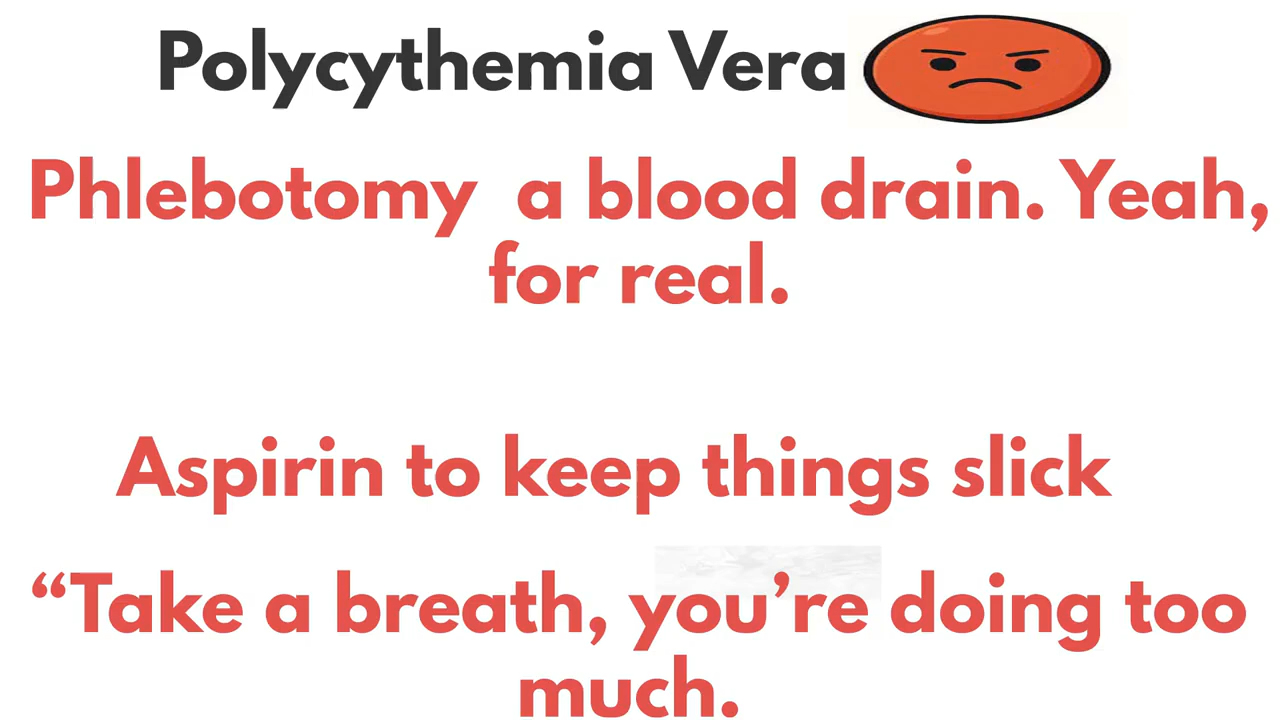 Polycythemia Vera
Phlebotomy a blood drain. Yeah,
for real.
Aspirin to keep things slick
“Take a breath, you’re doing too
much.